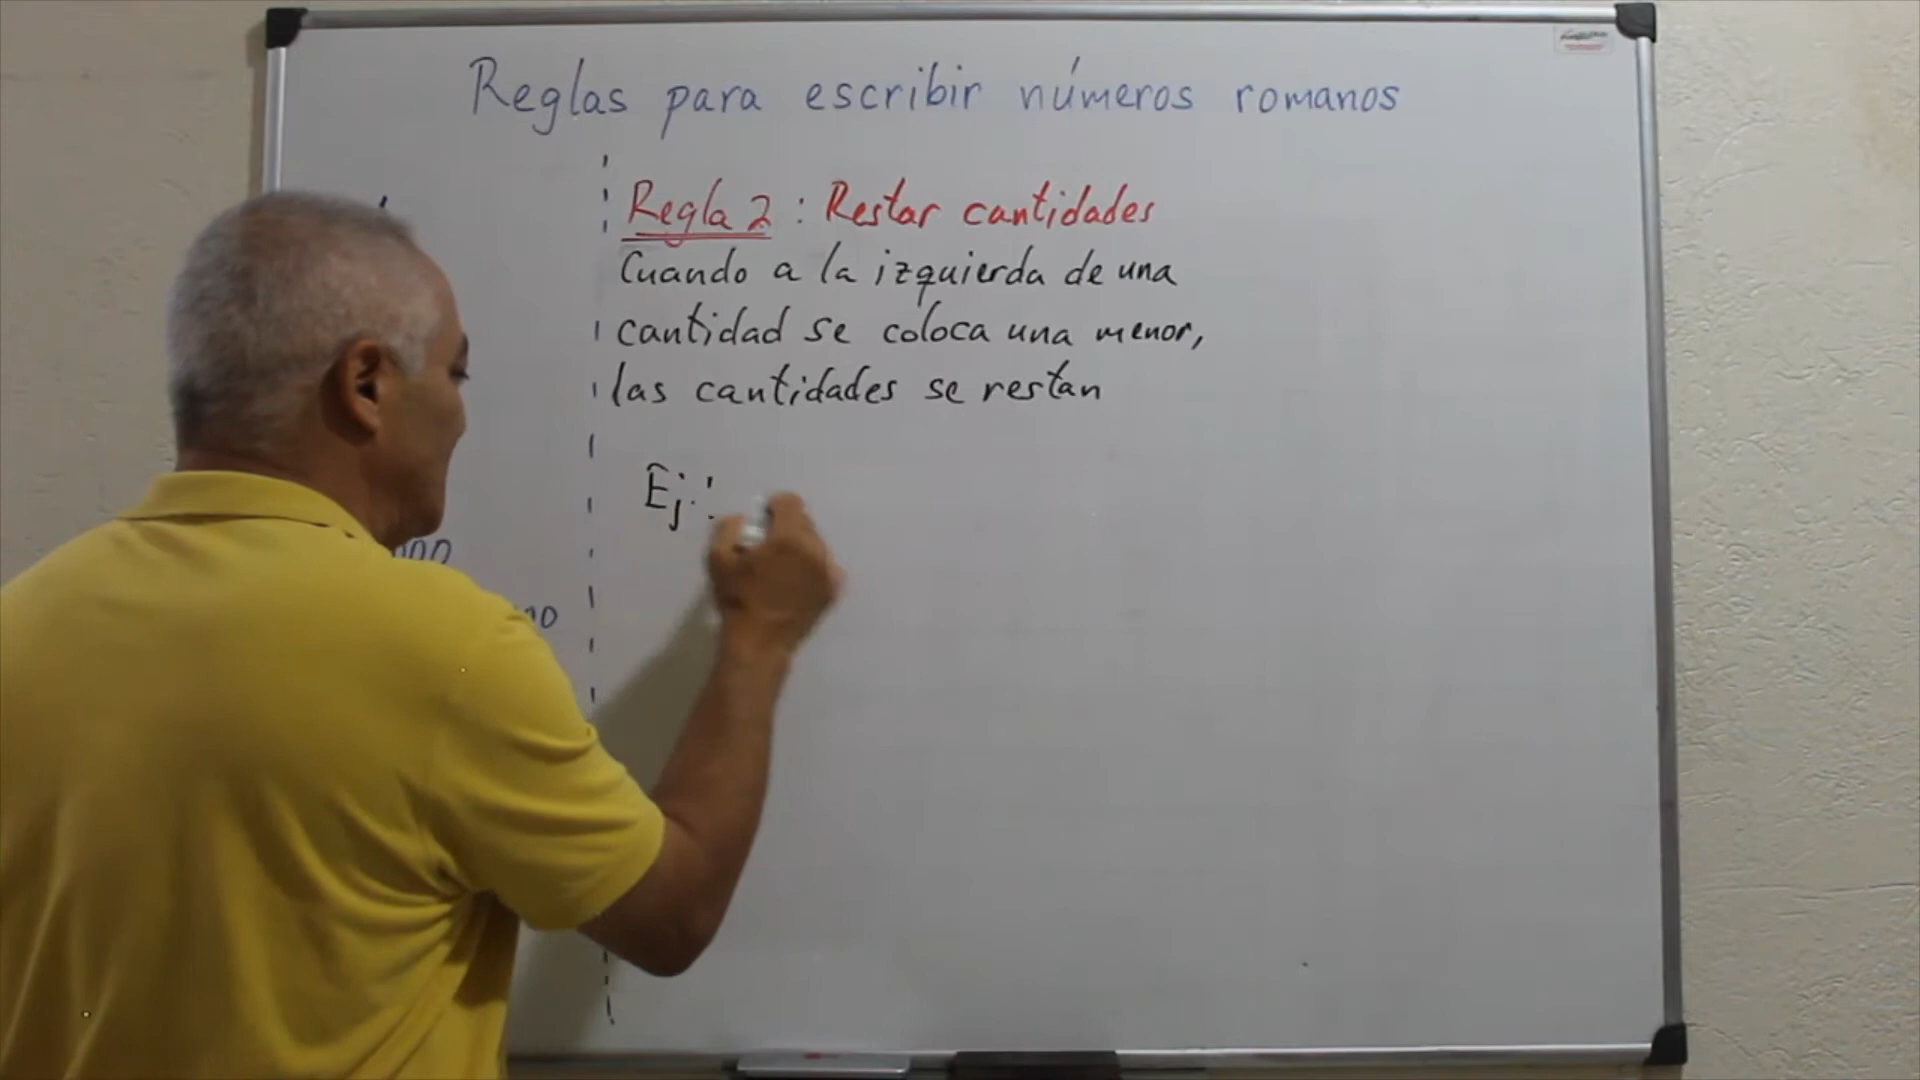 Reglas para escribir números romanos
Regla 2 : Restar cantidades
Cuando a la izquierda de una
cantidad se coloca una menor,
las cantidades se restan
Ej.: